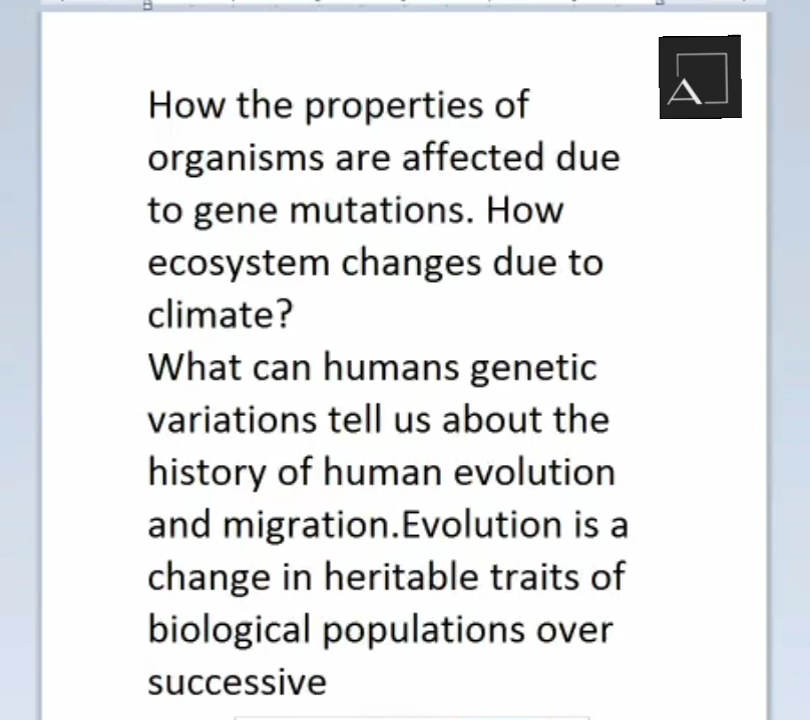 A
How the properties of
organisms are affected due
to gene mutations. How
ecosystem changes due to
climate?
What can humans genetic
variations tell us about the
history of human evolution
and migration.Evolution is a
change in heritable traits of
biological populations over
successive